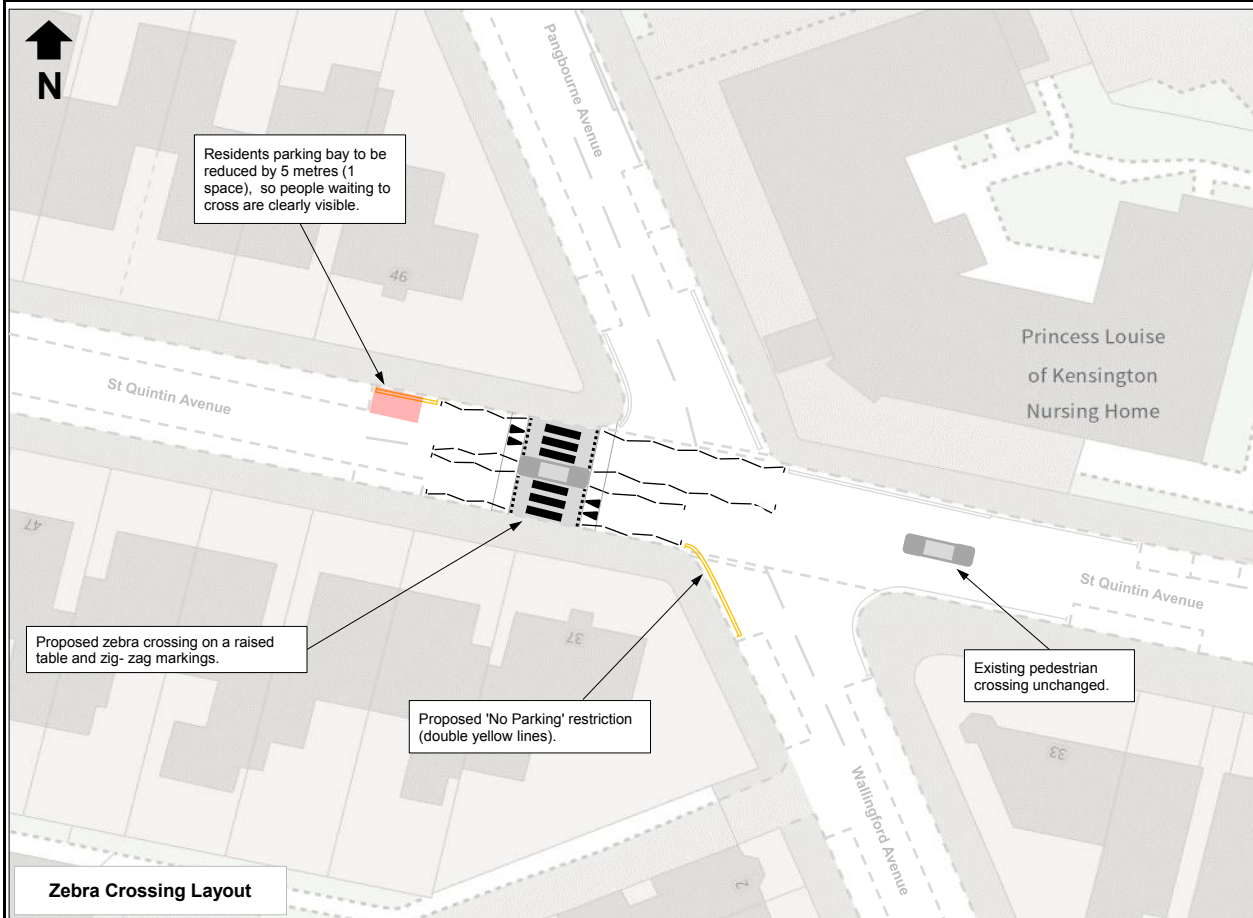 N
Pangbourne Avenue
Residents parking bay to be
reduced by 5 metres (1
space), so people waiting to
cross are clearly visible.
46
Princess Louise
of Kensington
Nursing Home
St Quintin Avenue
47
St Quintin Avenue
Proposed zebra crossing on a raised
table and zig- zag markings.
37
Existing pedestrian
crossing unchanged.
Proposed 'No Parking' restriction
(double yellow lines).
33
Wallingford Avenue
2
Zebra Crossing Layout